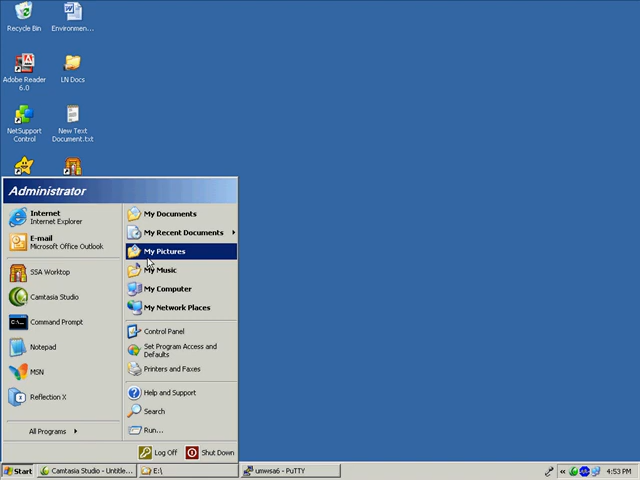 Recycle Bin
Environmen...
Adobe Reader
6.0
LN Docs
NetSupport
Control
New Text
Document.txt
Administrator
Internet
Internet Explorer
E-mail
Microsoft Office Outlook
SSA Worktop
Camtasia Studio
Command Prompt
Notepad
MSN
Reflection X
All Programs
My Documents
My Recent Documents
My Pictures
My Music
My Computer
My Network Places
Control Panel
Set Program Access and
Defaults
Printers and Faxes
Help and Support
Search
Run...
Log Off
Shut Down
Start
Camtasia Studio - Untitle...
E:\
umwsa6 - PuTTY
4:53 PM